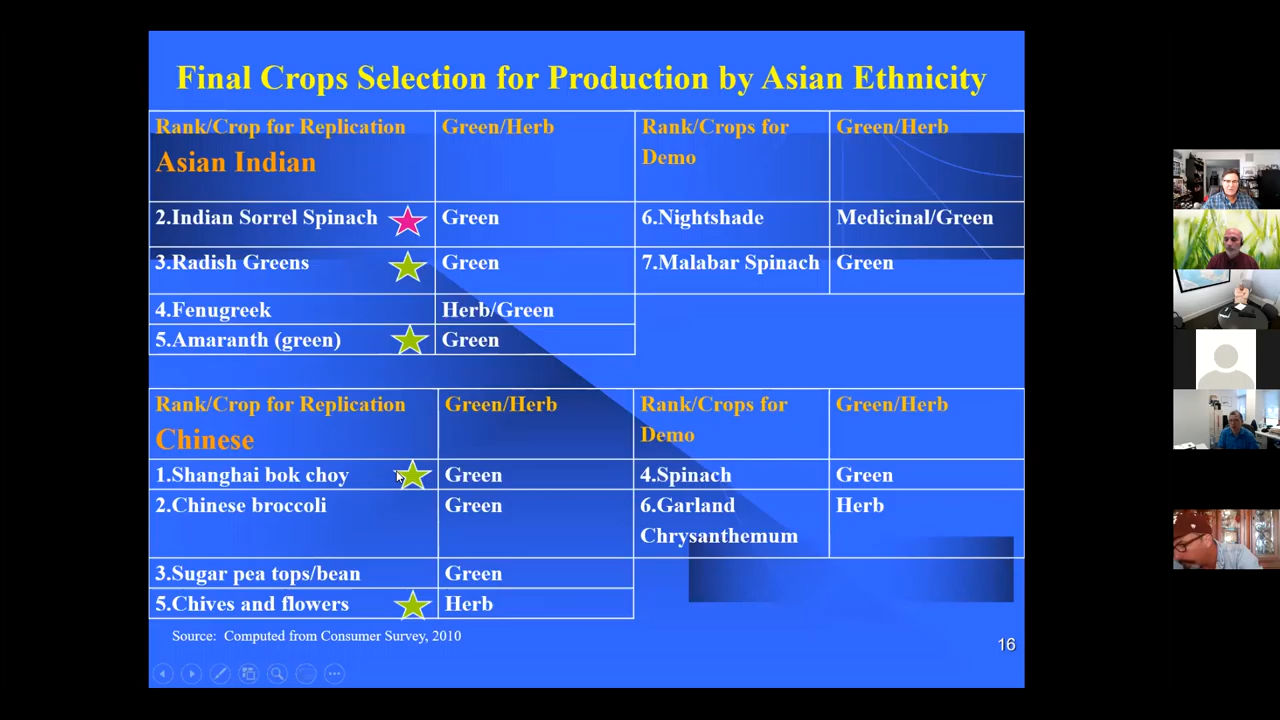 Final Crops Selection for Production by Asian Ethnicity
Rank/Crop for Replication Green/Herb Rank/Crops for Green/Herb
Asian Indian Demo
2.Indian Sorrel Spinach Green 6.Nightshade Medicinal/Green
3.Radish Greens Green 7.Malabar Spinach Green
4.Fenugreek Herb/Green
5.Amaranth (green) Green
Rank/Crop for Replication Green/Herb Rank/Crops for Green/Herb
Chinese Demo
1.Shanghai bok choy Green 4.Spinach Green
2.Chinese broccoli Green 6.Garland Herb
Chrysanthemum
3.Sugar pea tops/bean Green
5.Chives and flowers Herb
Source: Computed from Consumer Survey, 2010
16